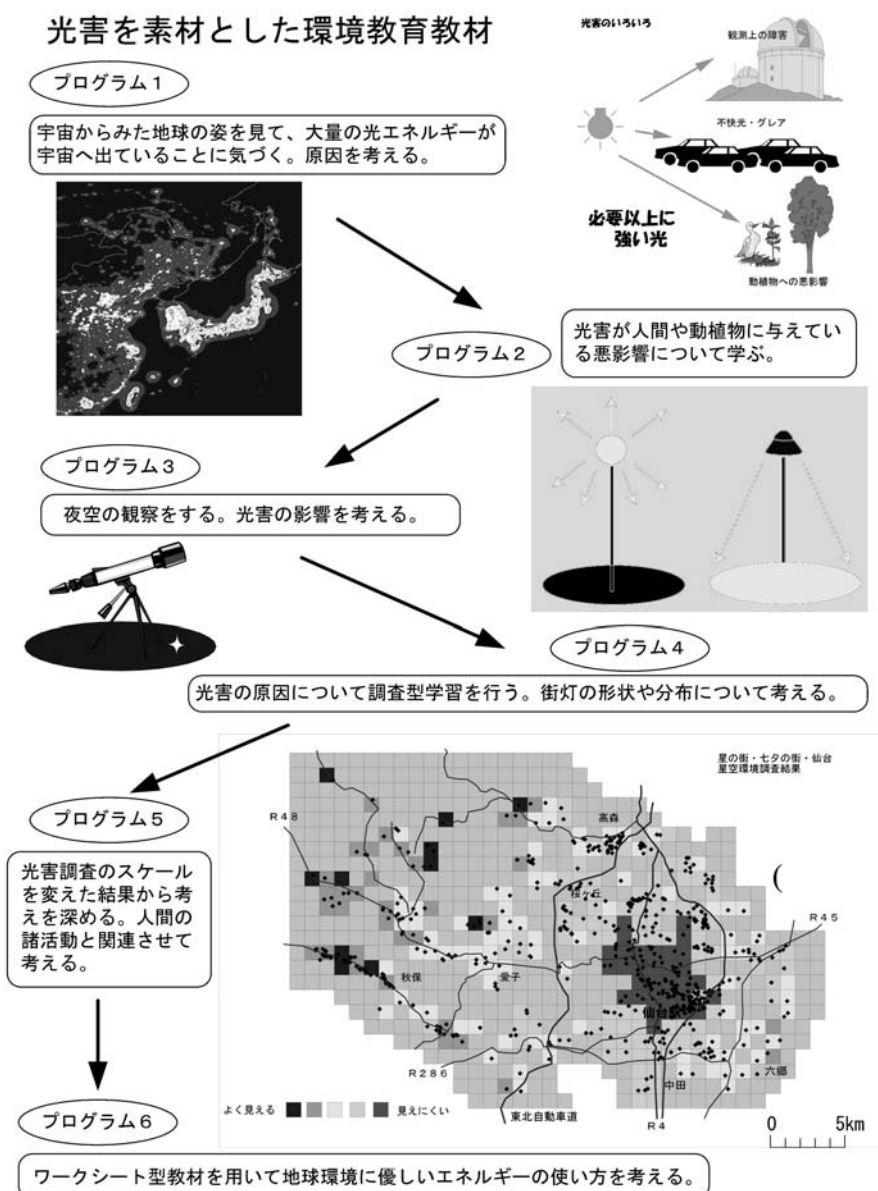 光害を素材とした環境教育教材
光害のいろいろ
観測上の障害
不快光・グレア
必要以上に
強い光
動植物への悪影響
プログラム1
宇宙からみた地球の姿を見て、大量の光エネルギーが
宇宙へ出ていることに気づく。原因を考える。
プログラム2
光害が人間や動植物に与えてい
る悪影響について学ぶ。
プログラム3
夜空の観察をする。光害の影響を考える。
プログラム4
光害の原因について調査型学習を行う。街灯の形状や分布について考える。
プログラム5
光害調査のスケール
を変えた結果から考
えを深める。人間の
諸活動と関連させて
考える。
星の街・七夕の街・仙台
星空環境調査結果
R48
高森
桜ヶ丘
R45
秋保
愛子
仙台駅
R286
中田
六郷
よく見える
見えにくい
東北自動車道
R4
0 5km
プログラム6
ワークシート型教材を用いて地球環境に優しいエネルギーの使い方を考える。